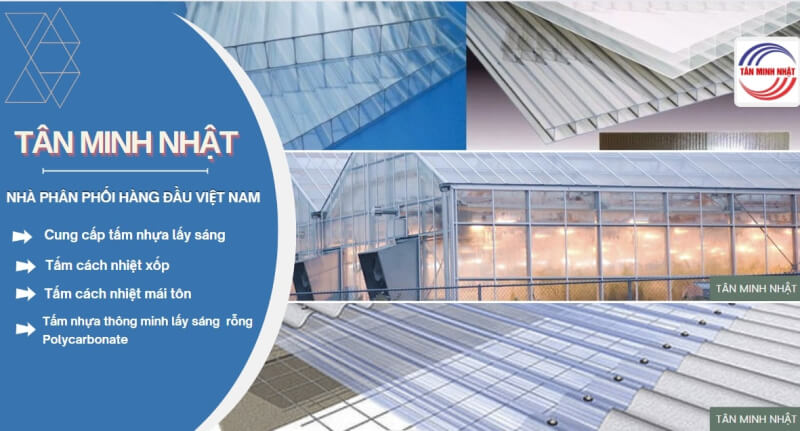 TÂN MINH NHẬT
NHÀ PHÂN PHỐI HÀNG ĐẦU VIỆT NAM
Cung cấp tấm nhựa lấy sáng
Tấm cách nhiệt xốp
Tấm cách nhiệt mái tôn
Tấm nhựa thông minh lấy sáng rỗng
Polycarbonate
TÂN MINH NHẬT
TÂN MINH NHẬT
TÂN MINH NHẬT